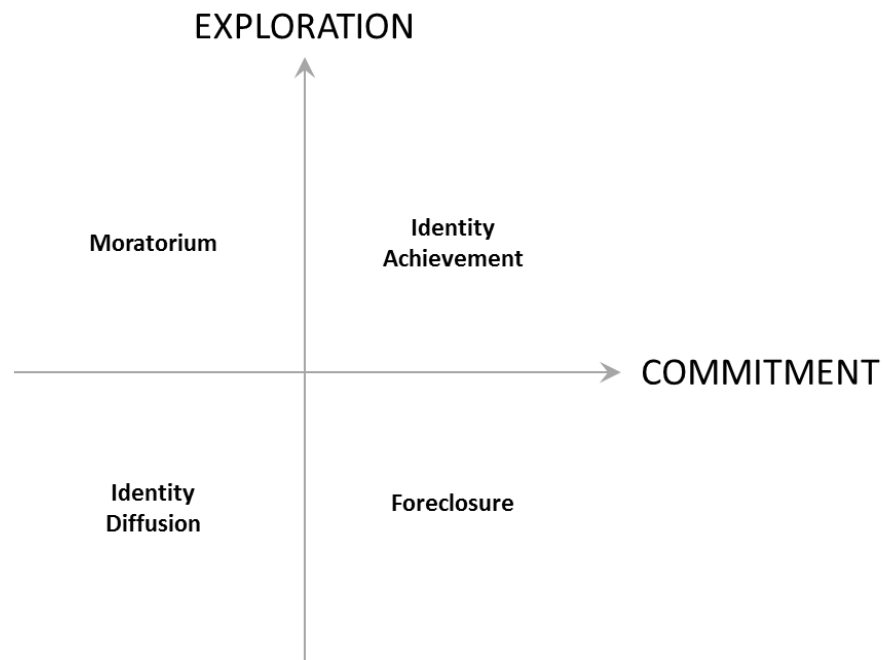 EXPLORATION
Moratorium
Identity
Achievement
COMMITMENT
Identity
Diffusion
Foreclosure